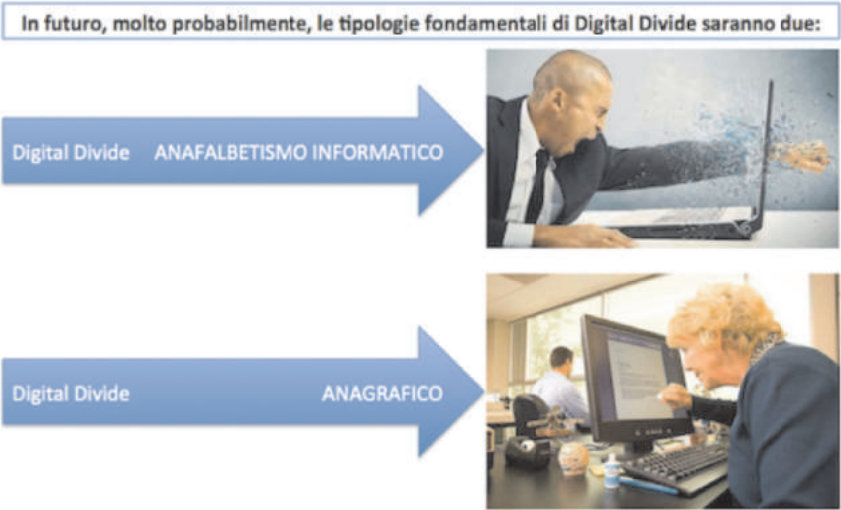 In futuro, molto probabilmente, le tipologie fondamentali di Digital Divide saranno due:
Digital Divide ANAFALBETISMO INFORMATICO
Digital Divide ANAGRAFICO